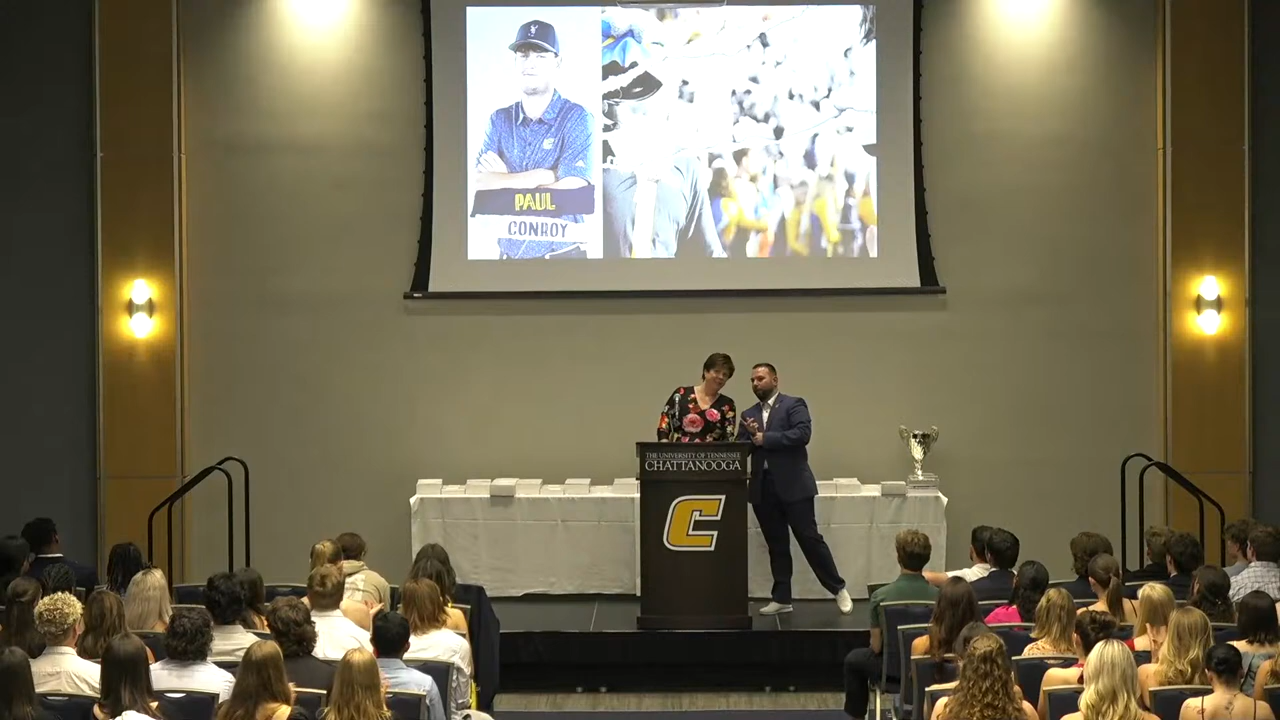 PAUL
CONROY
THE UNIVERSITY OF TENNESSEE
CHATTANOOGA
C